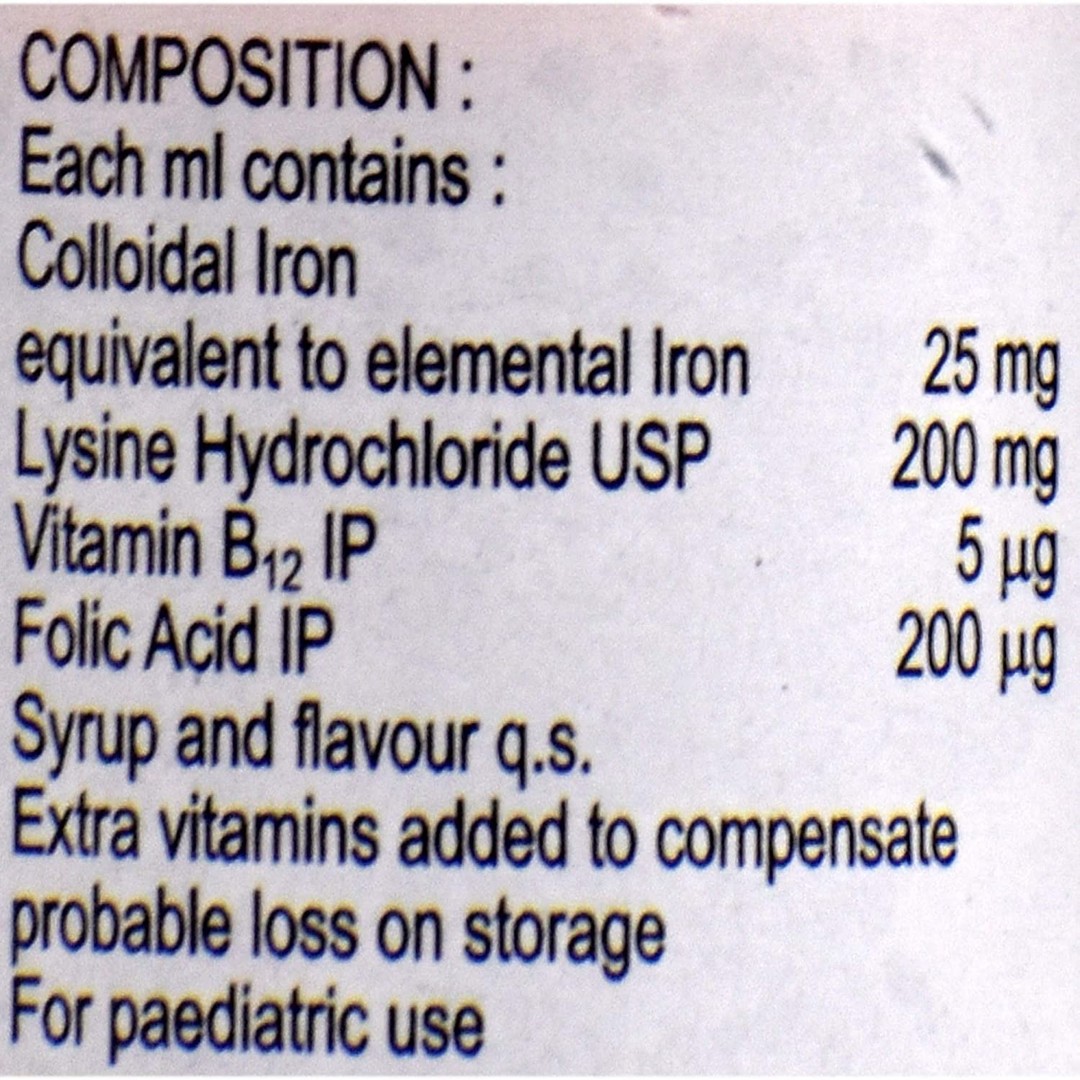 COMPOSITION :
Each ml contains :
Colloidal Iron
equivalent to elemental Iron 25 mg
Lysine Hydrochloride USP 200 mg
Vitamin B₁₂ IP 5 µg
Folic Acid IP 200 µg
Syrup and flavour q.s.
Extra vitamins added to compensate
probable loss on storage
For paediatric use